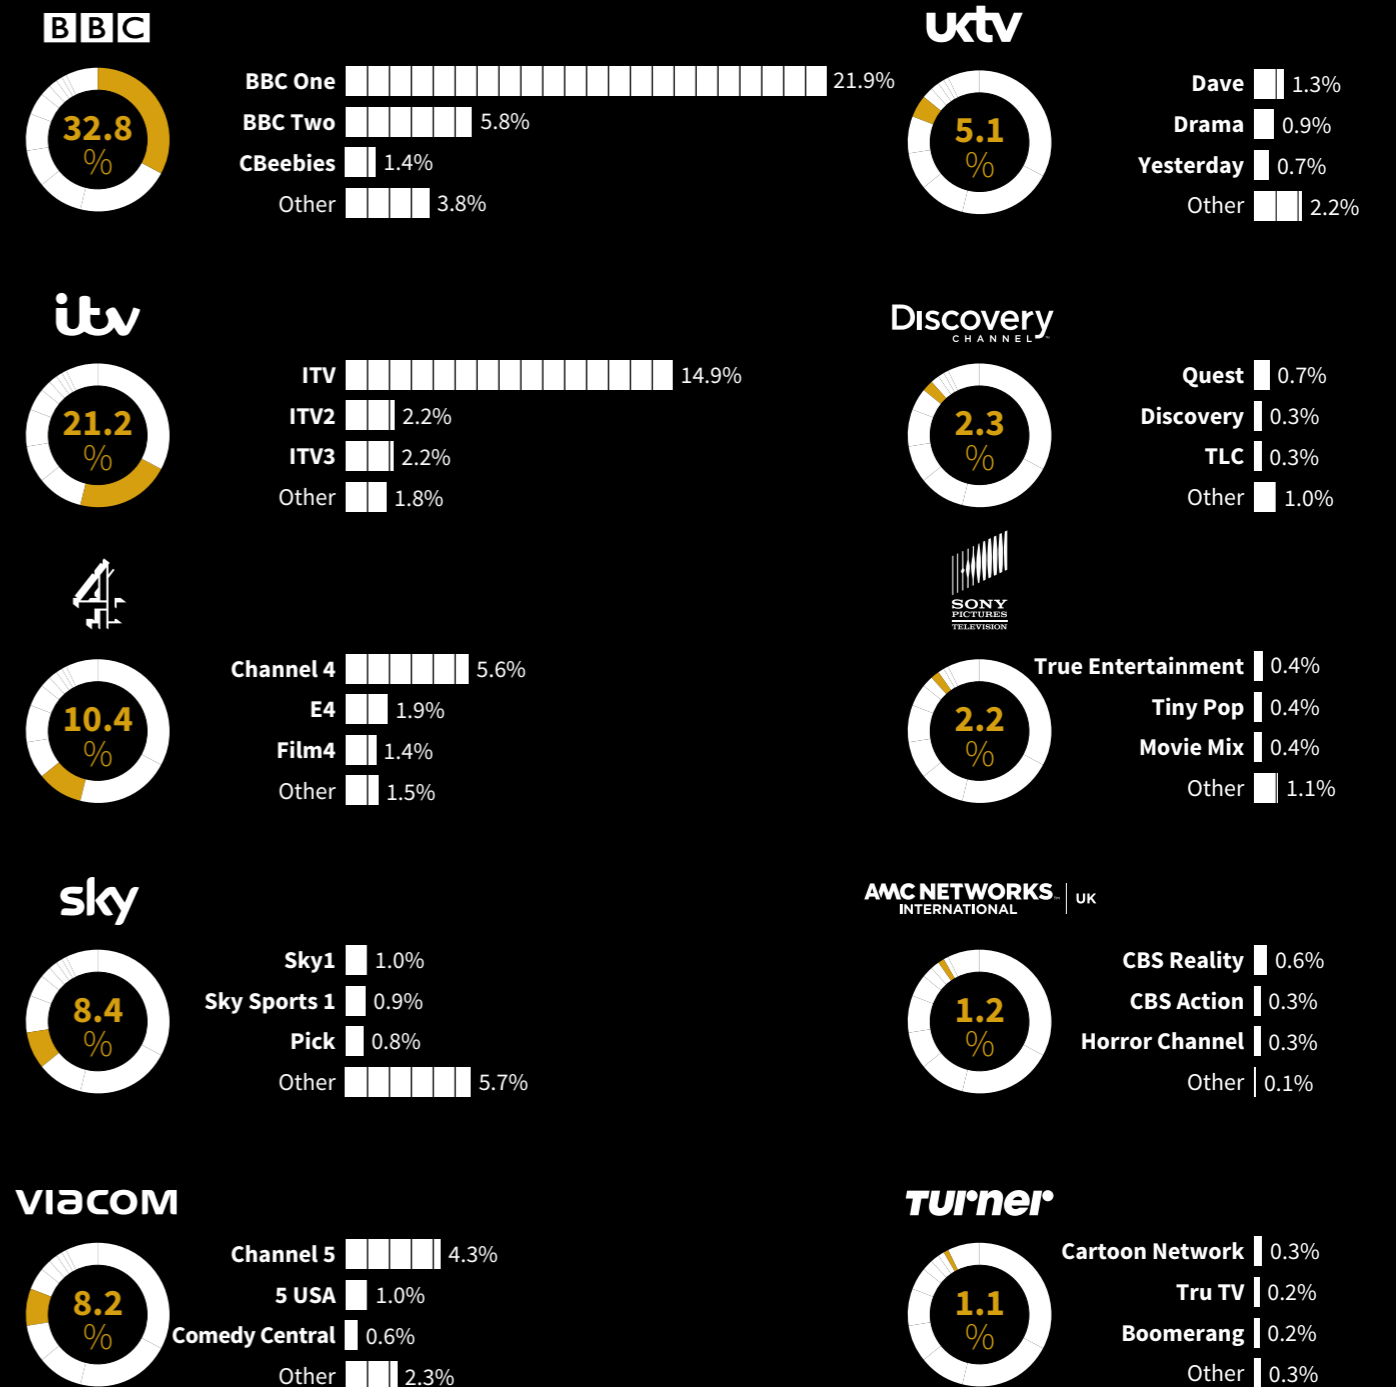 BBC
32.8
%
BBC One 21.9%
BBC Two 5.8%
CBeebies 1.4%
Other 3.8%
itv
21.2
%
ITV 14.9%
ITV2 2.2%
ITV3 2.2%
Other 1.8%
4
10.4
%
Channel 4 5.6%
E4 1.9%
Film4 1.4%
Other 1.5%
sky
8.4
%
Sky1 1.0%
Sky Sports 1 0.9%
Pick 0.8%
Other 5.7%
VIACOM
8.2
%
Channel 5 4.3%
5 USA 1.0%
Comedy Central 0.6%
Other 2.3%
uktv
5.1
%
Dave 1.3%
Drama 0.9%
Yesterday 0.7%
Other 2.2%
Discovery
CHANNEL
2.3
%
Quest 0.7%
Discovery 0.3%
TLC 0.3%
Other 1.0%
SONY
PICTURES
TELEVISION
2.2
%
True Entertainment 0.4%
Tiny Pop 0.4%
Movie Mix 0.4%
Other 1.1%
AMC NETWORKS™ | UK
INTERNATIONAL
1.2
%
CBS Reality 0.6%
CBS Action 0.3%
Horror Channel 0.3%
Other 0.1%
Turner
1.1
%
Cartoon Network 0.3%
Tru TV 0.2%
Boomerang 0.2%
Other 0.3%